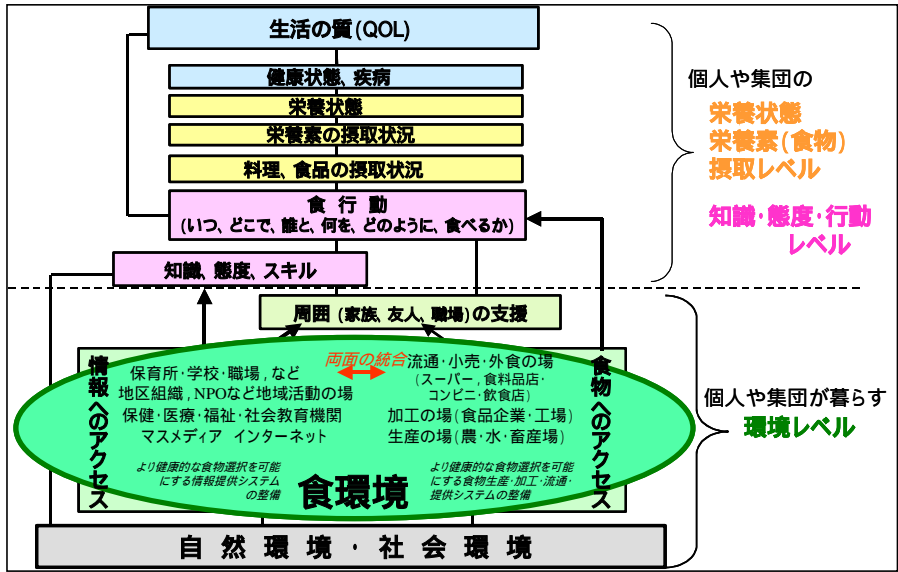 生活の質(QOL)
健康状態、疾病
栄養状態
栄養素の摂取状況
料理、食品の摂取状況
食 行 動
(いつ、どこで、誰と、何を、どのように、食べるか)
知識、態度、スキル
周囲 (家族、友人、職場) の支援
個人や集団の
栄養状態
栄養素(食物)
摂取レベル
知識・態度・行動
レベル
情報へのアクセス
保育所・学校・職場,など
地区組織,NPOなど地域活動の場
保健・医療・福祉・社会教育機関
マスメディア インターネット
より健康的な食物選択を可能
にする情報提供システム
の整備
両面の統合
流通・小売・外食の場
(スーパー,食料品店・
コンビニ・飲食店)
加工の場(食品企業・工場)
生産の場(農・水・畜産場)
より健康的な食物選択を可能
にする食物生産・加工・流通・
提供システムの整備
食物へのアクセス
食環境
個人や集団が暮らす
環境レベル
自 然 環 境 ・ 社 会 環 境